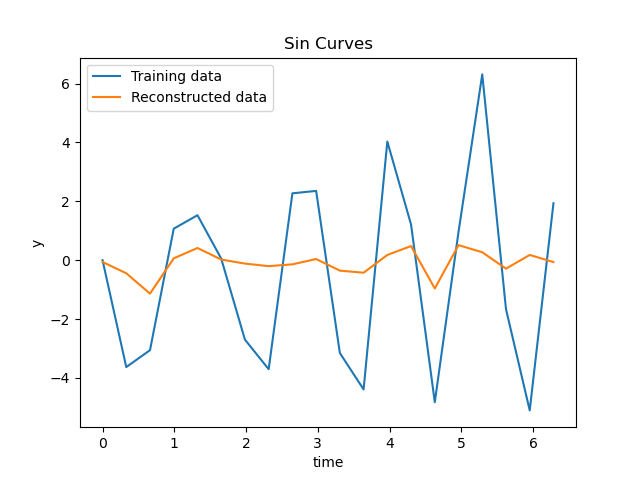 Sin Curves
Training data
Reconstructed data
6
4
2
0
−2
−4
y
0 1 2 3 4 5 6
time